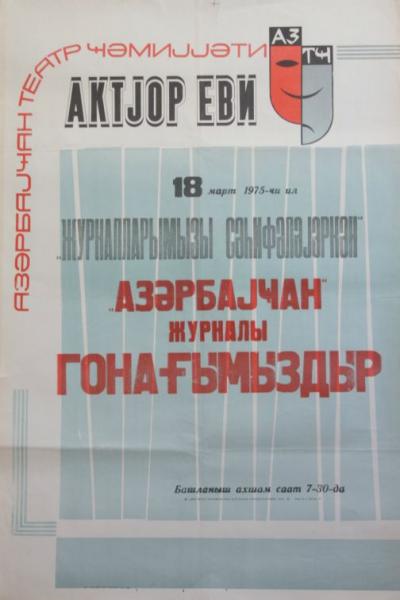 АЗӘРБАЈҸАН ТЕАТР ҸӘМИЈЈӘТИ
АЗ
ТҸ
АКТЈОР ЕВИ
18 март 1975-чи ил
„ЖУРНАЛЛАРЫМЫЗЫ СӘҺИФӘЛӘЈӘРКӘН"
„АЗӘРБАЈҸАН"
ЖУРНАЛЫ
ГОНАҒЫМЫЗДЫР
Башланыш ахшам саат 7-30-да